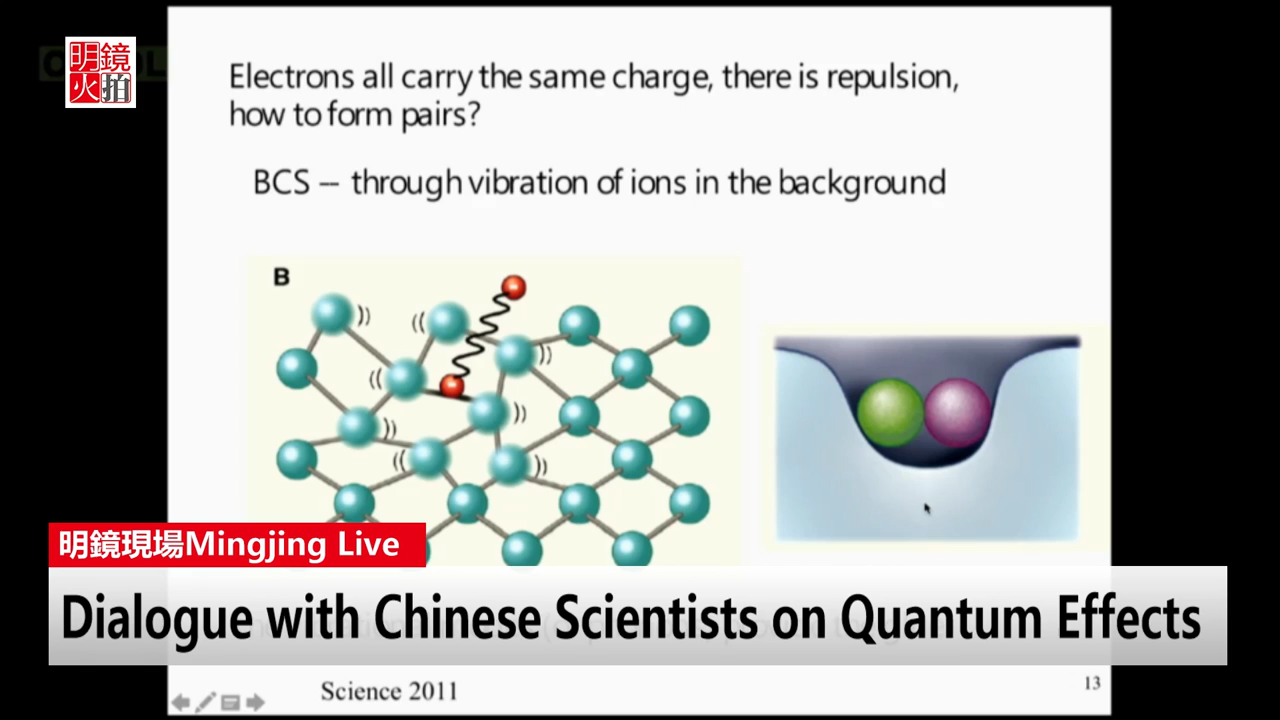 明鏡
火拍
Electrons all carry the same charge, there is repulsion,
how to form pairs?
BCS -- through vibration of ions in the background
B
明鏡現場Mingjing Live
Dialogue with Chinese Scientists on Quantum Effects
Science 2011
13